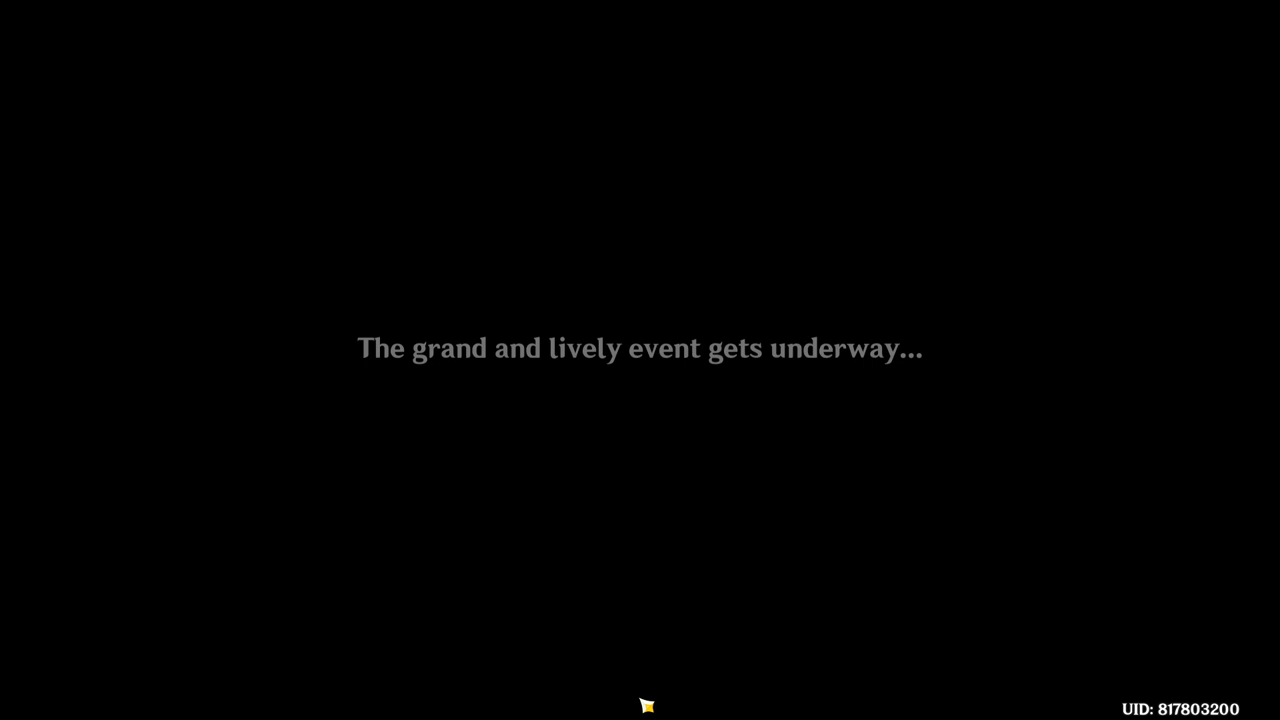 The grand and lively event gets underway...
UID: 817803200